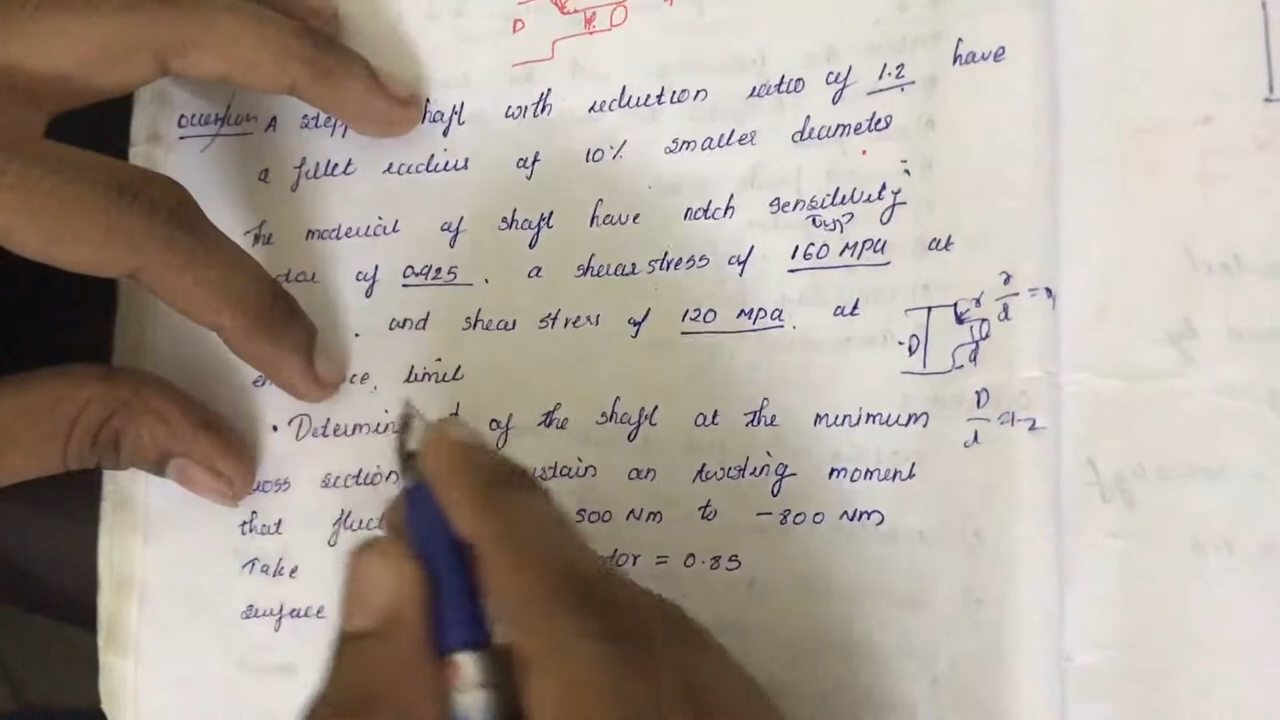 D
Question A shaft with reduction ratio of 1.2 have
a fillet radius of 10% smaller diameter
The material of shaft have notch sensitivity
of 0.925. a shear stress of 160 MPa at
and shear stress of 120 MPa. at
limit
D r r/d =
d
• Determin of the shaft at the minimum D/d = 1.2
cross section an twisting moment
that 500 Nm to -800 Nm
Take = 0.85
surface